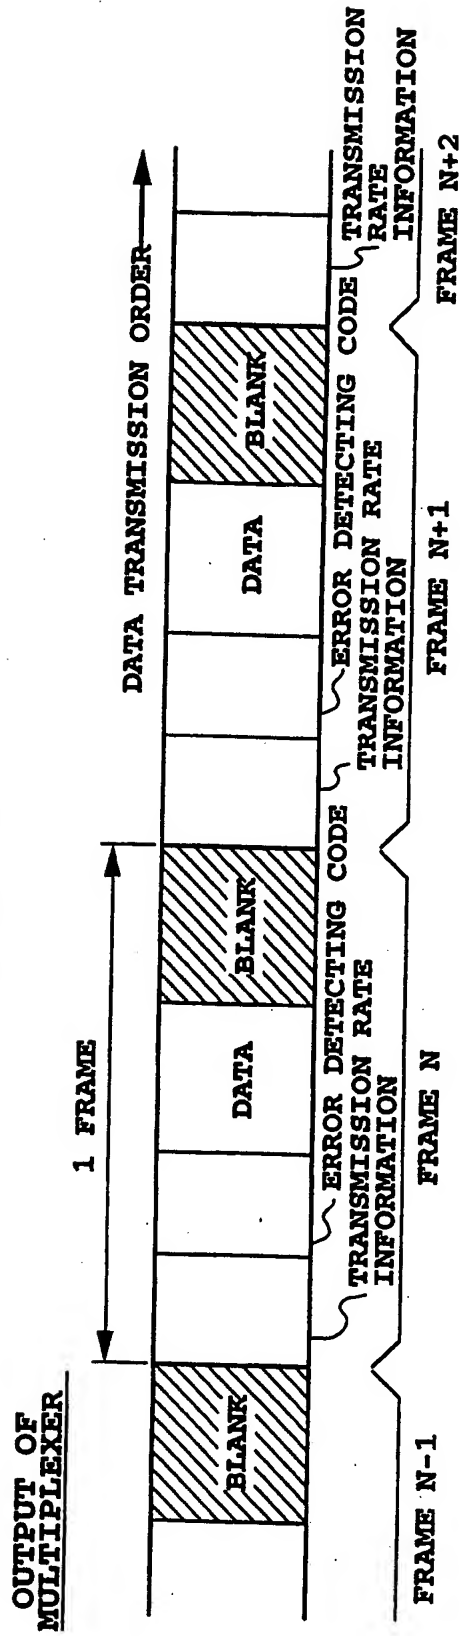 OUTPUT OF
MULTIPLEXER
1 FRAME
DATA TRANSMISSION ORDER
BLANK
DATA
BLANK
DATA
BLANK
TRANSMISSION RATE
INFORMATION
ERROR DETECTING CODE
TRANSMISSION RATE
INFORMATION
ERROR DETECTING CODE
TRANSMISSION
RATE
INFORMATION
FRAME N-1
FRAME N
FRAME N+1
FRAME N+2